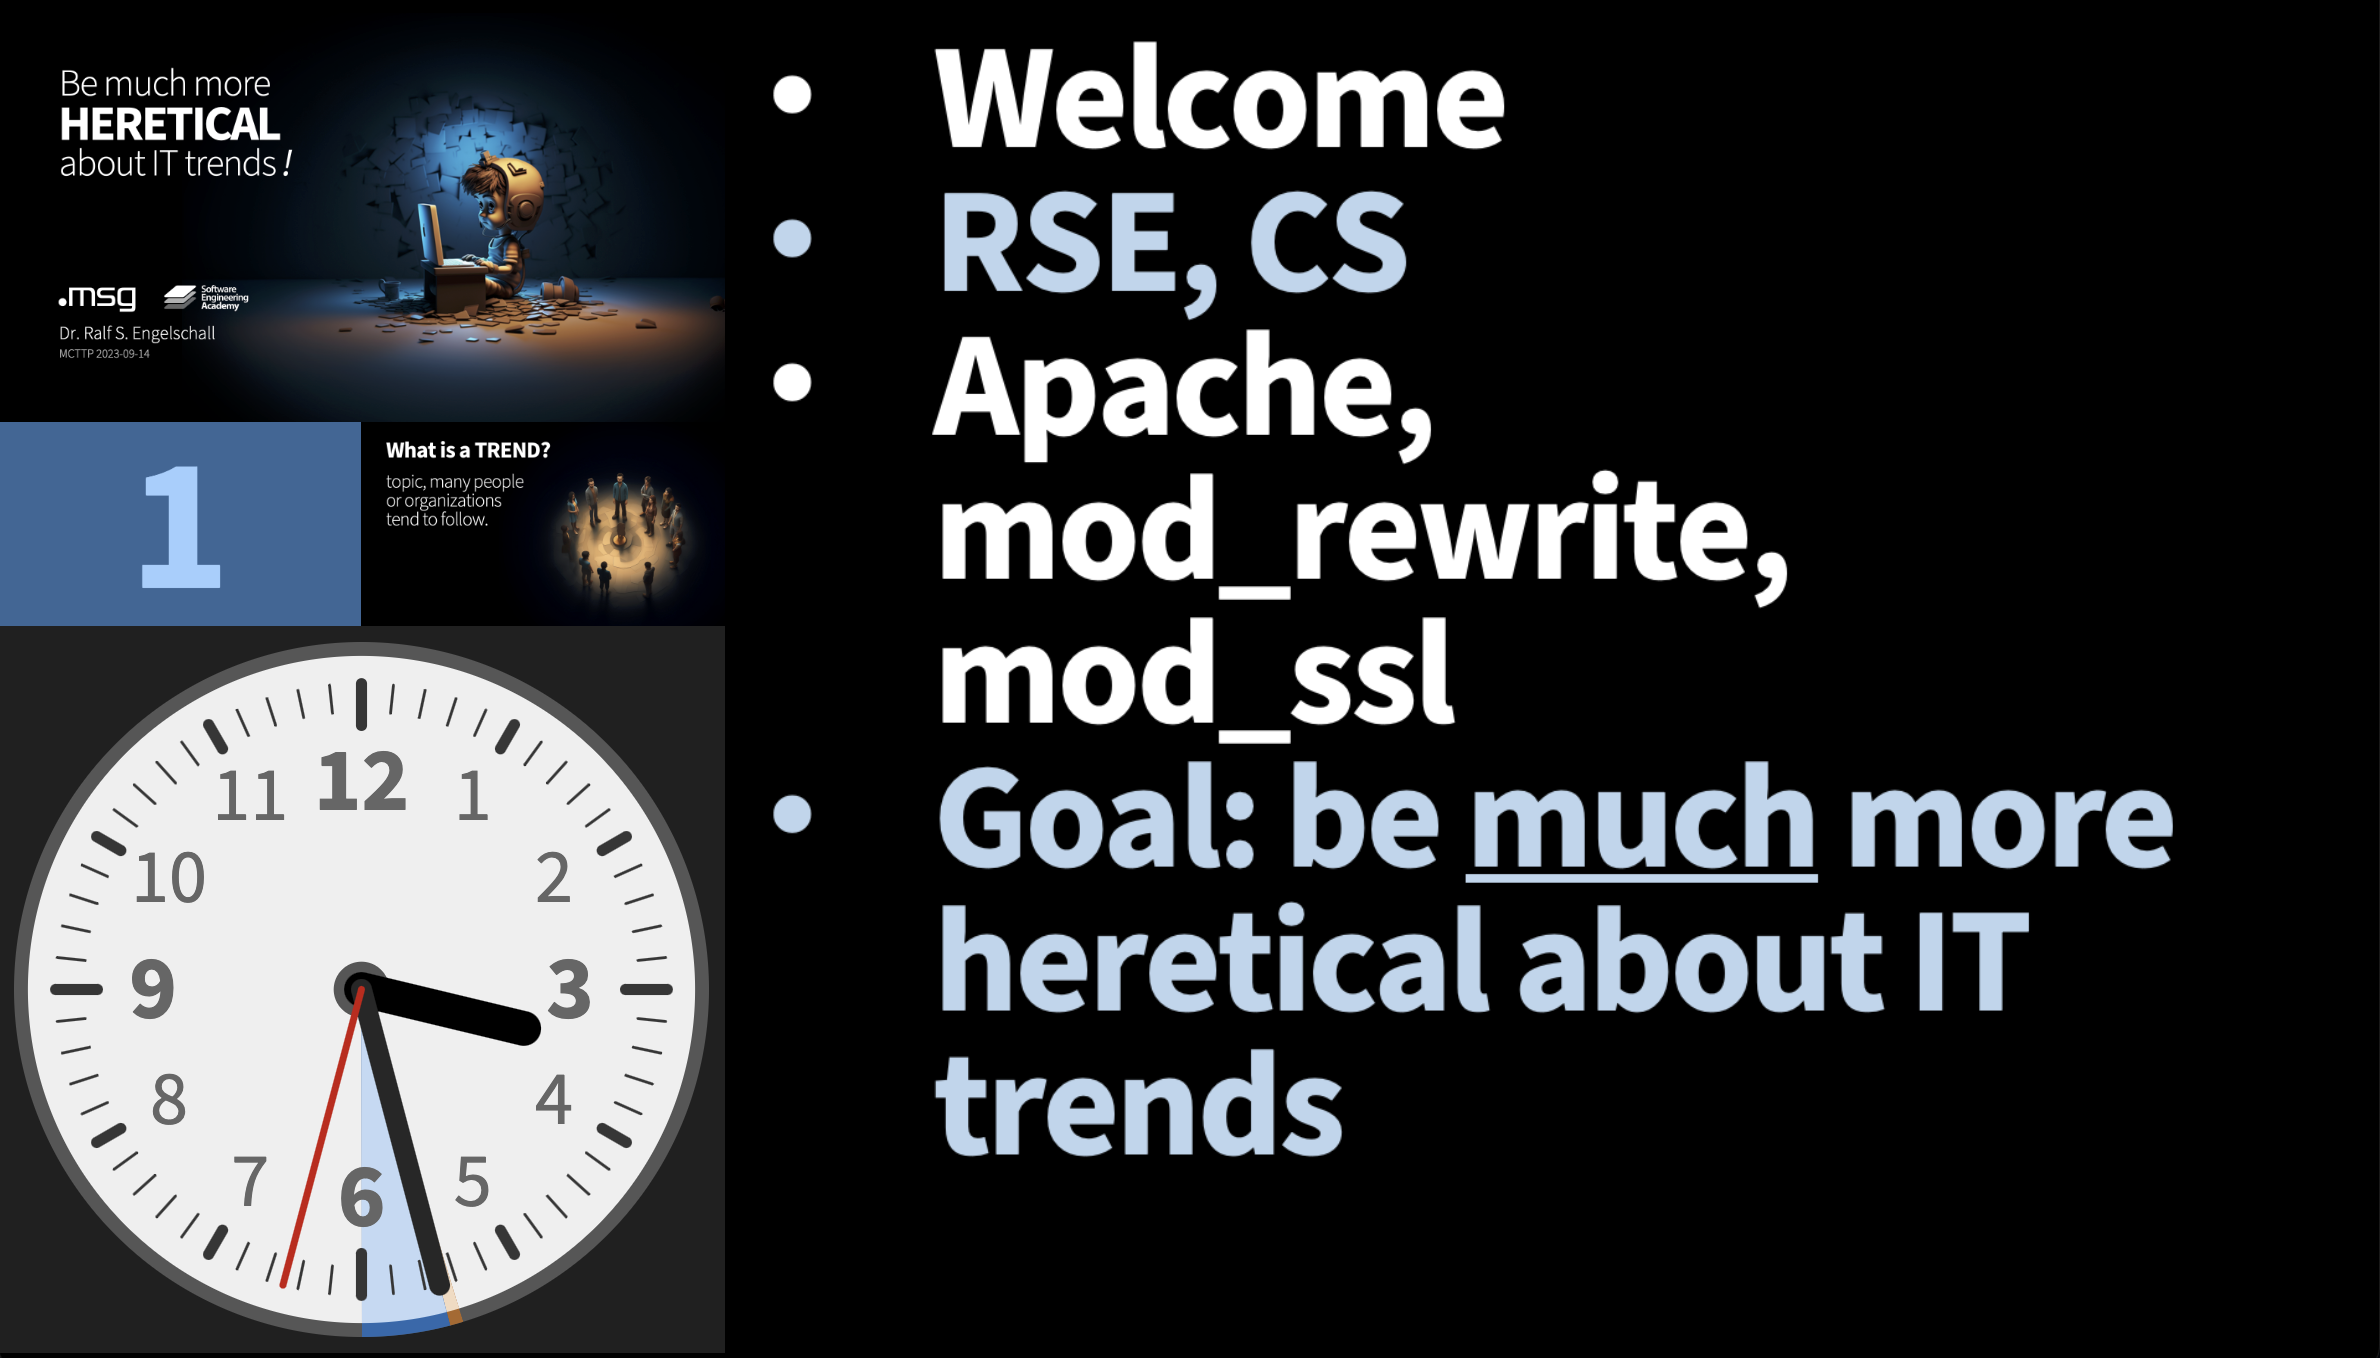 Be much more
HERETICAL
about IT trends!
.msg
Software
Engineering
Academy
Dr. Ralf S. Engelschall
MCTTP 2023-09-14
1
What is a TREND?
topic, many people
or organizations
tend to follow.
12
1
2
3
4
5
6
7
8
9
10
11
• Welcome
• RSE, CS
• Apache,
mod_rewrite,
mod_ssl
• Goal: be much more
heretical about IT
trends